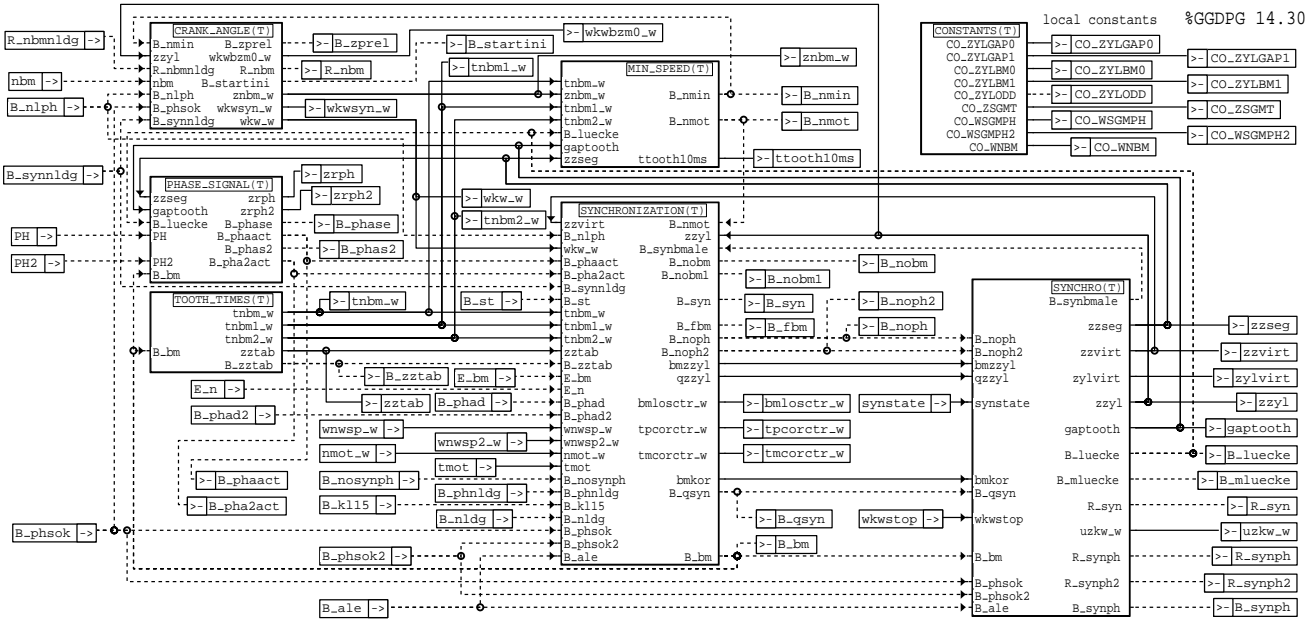 local constants %GGDPG 14.30
CRANK_ANGLE(T)
B_nmin
zzyl
R_nbmnldg
nbm
B_nlph
B_phsok
B_synnldg
B_zprel
wkwbzm0_w
R_nbm
B_startini
znbm_w
wkwsyn_w
wkw_w
R_nbmnldg ->
nbm ->
B_nlph ->
B_synnldg ->
>- B_zprel
>- R_nbm
>- wkwsyn_w
>- wkwbzm0_w
>- B_startini
>- tnbm1_w
>- znbm_w
MIN_SPEED(T)
tnbm_w
znbm_w
tnbm1_w
tnbm2_w
B_luecke
gaptooth
zzseg
B_nmin
B_nmot
ttooth10ms
>- B_nmin
>- B_nmot
>- ttooth10ms
CONSTANTS(T)
CO_ZYLGAP0
CO_ZYLGAP1
CO_ZYLBM0
CO_ZYLBM1
CO_ZYLODD
CO_ZSGMT
CO_WSGMPH
CO_WSGMPH2
CO_WNBM
>- CO_ZYLGAP0
>- CO_ZYLGAP1
>- CO_ZYLBM0
>- CO_ZYLBM1
>- CO_ZYLODD
>- CO_ZSGMT
>- CO_WSGMPH
>- CO_WSGMPH2
>- CO_WNBM
PHASE_SIGNAL(T)
zzseg
gaptooth
B_luecke
PH
PH2
B_bm
zrph
zrph2
B_phase
B_phaact
B_phas2
B_pha2act
PH ->
PH2 ->
>- zrph
>- zrph2
>- B_phase
>- B_phas2
>- wkw_w
>- tnbm2_w
TOOTH_TIMES(T)
B_bm
tnbm_w
tnbm1_w
tnbm2_w
zztab
B_zztab
>- tnbm_w
>- B_zztab
>- zztab
SYNCHRONIZATION(T)
zzvirt
B_nlph
wkw_w
B_phaact
B_pha2act
B_synnldg
B_st
tnbm_w
tnbm1_w
tnbm2_w
zztab
B_zztab
E_bm
E_n
B_phad
B_phad2
wnwsp_w
wnwsp2_w
nmot_w
tmot
B_nosynph
B_phnldg
B_kl15
B_nldg
B_phsok
B_phsok2
B_ale
B_nmot
zzyl
B_synbmale
B_nobm
B_nobm1
B_syn
B_fbm
B_noph
B_noph2
bmzzyl
qzzyl
bmlosctr_w
tpcorctr_w
tmcorctr_w
bmkor
B_qsyn
B_bm
B_st ->
E_bm ->
E_n ->
B_phad ->
B_phad2 ->
wnwsp_w ->
wnwsp2_w ->
nmot_w ->
tmot ->
B_nosynph ->
B_phnldg ->
B_kl15 ->
B_nldg ->
B_phsok ->
B_phsok2 ->
B_ale ->
>- B_phaact
>- B_pha2act
>- B_nobm
>- B_nobm1
>- B_syn
>- B_fbm
>- B_noph2
>- B_noph
>- bmlosctr_w
>- tpcorctr_w
>- tmcorctr_w
>- B_qsyn
>- B_bm
synstate ->
wkwstop ->
SYNCHRO(T)
B_noph
B_noph2
bmzzyl
qzzyl
synstate
bmkor
B_qsyn
wkwstop
B_bm
B_phsok
B_phsok2
B_ale
B_synbmale
zzseg
zzvirt
zylvirt
zzyl
gaptooth
B_luecke
B_mluecke
R_syn
uzkw_w
R_synph
R_synph2
B_synph
>- zzseg
>- zzvirt
>- zylvirt
>- zzyl
>- gaptooth
>- B_luecke
>- B_mluecke
>- R_syn
>- uzkw_w
>- R_synph
>- R_synph2
>- B_synph